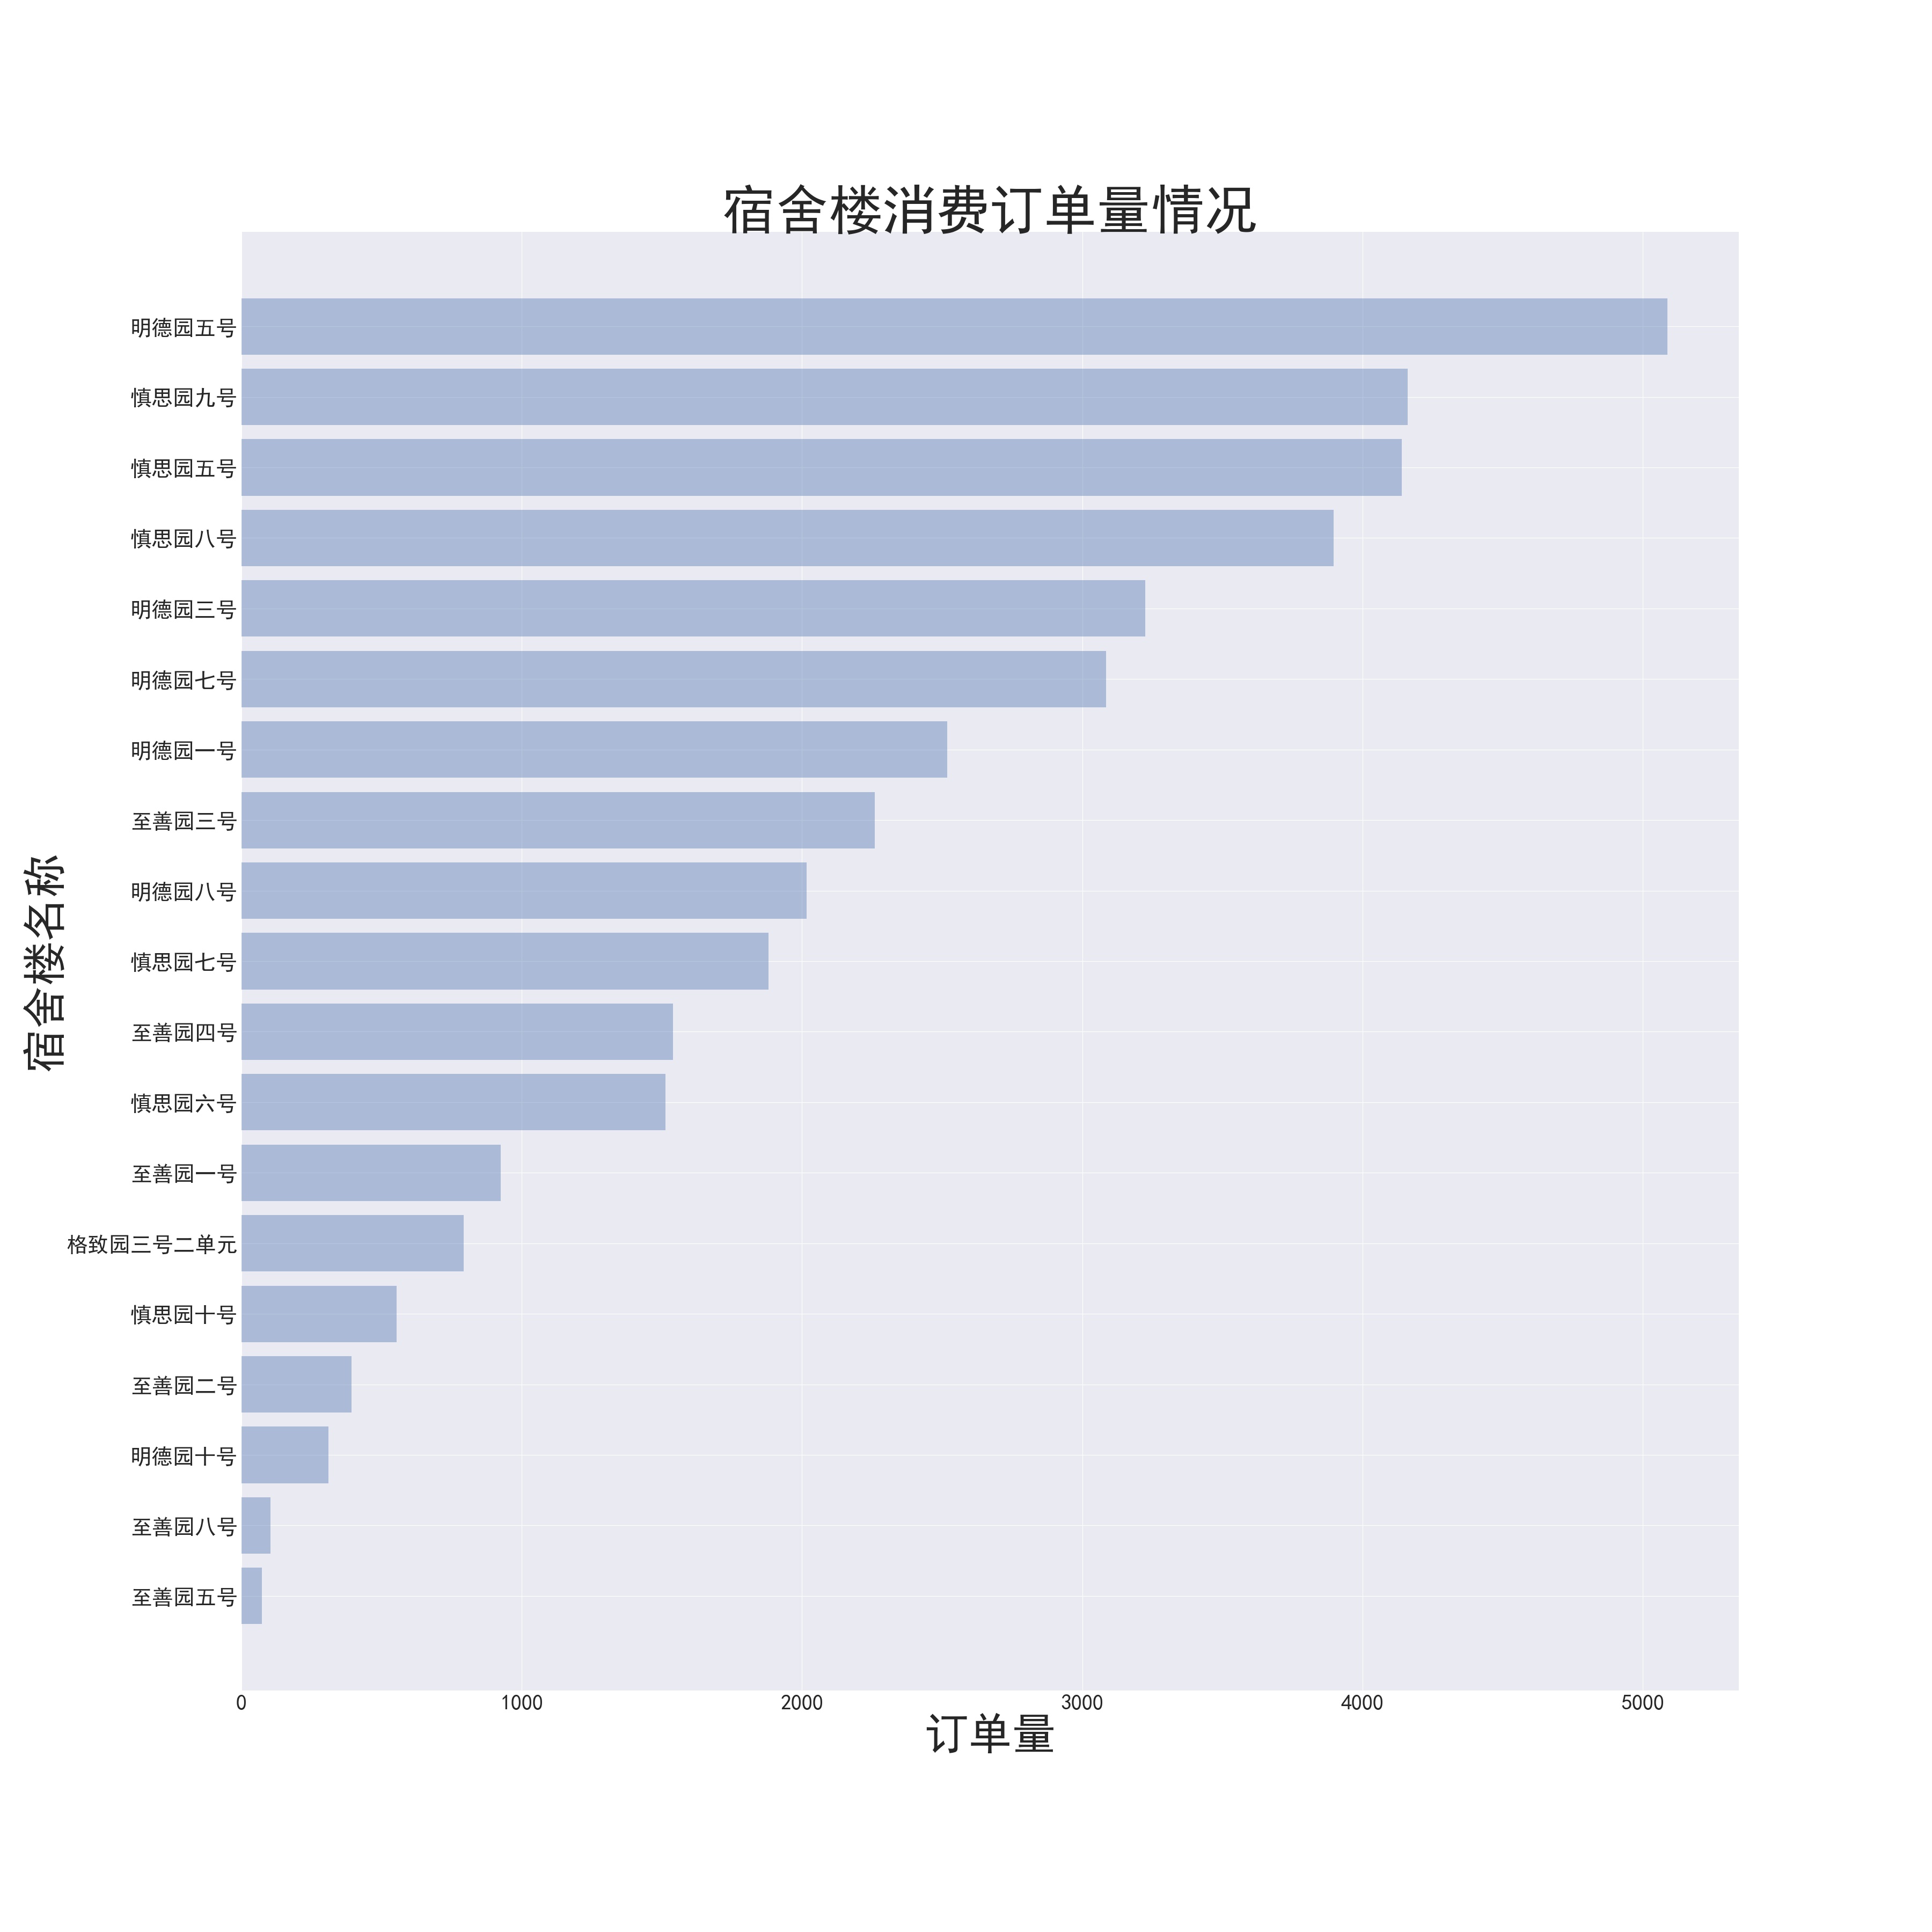 宿舍楼消费订单量情况
宿舍楼名称
明德园五号
慎思园九号
慎思园五号
慎思园八号
明德园三号
明德园七号
明德园一号
至善园三号
明德园八号
慎思园七号
至善园四号
慎思园六号
至善园一号
格致园三号二单元
慎思园十号
至善园二号
明德园十号
至善园八号
至善园五号
0 1000 2000 3000 4000 5000
订单量